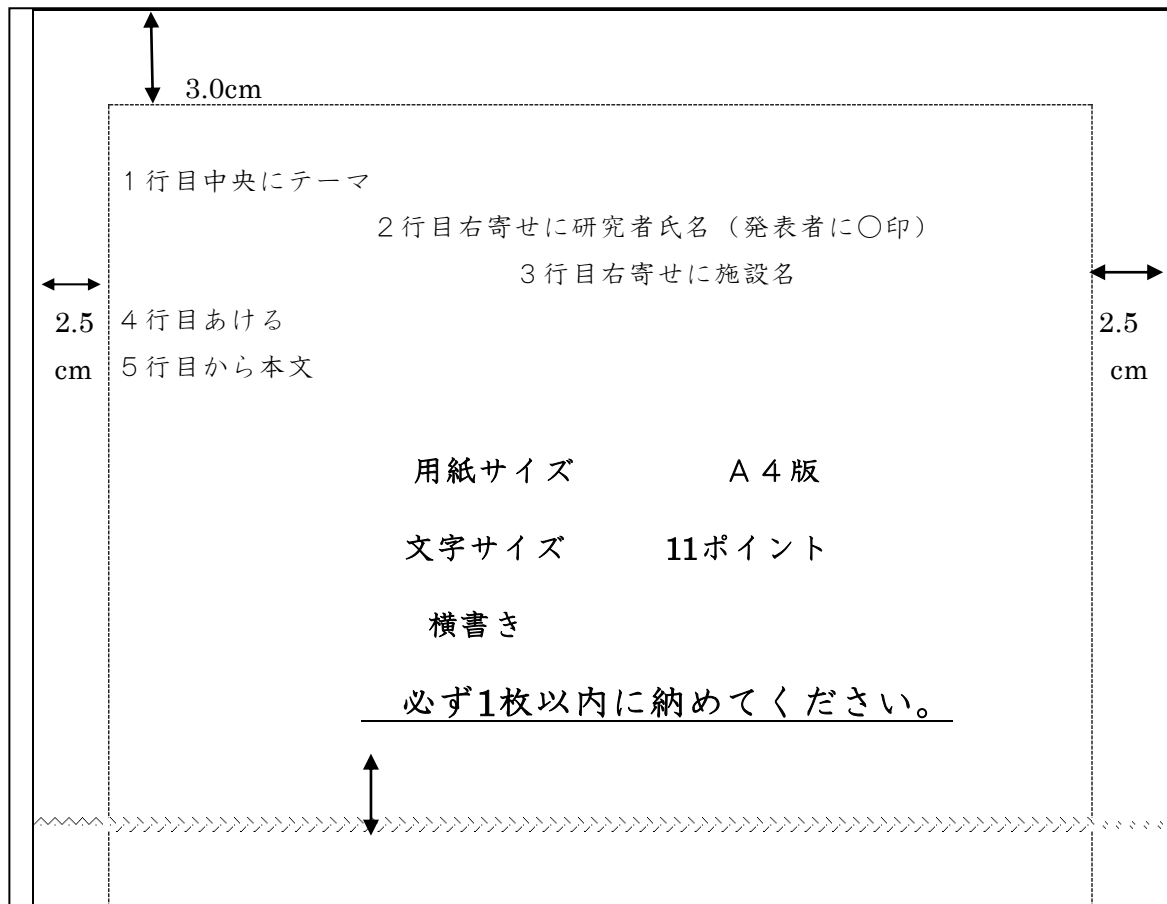 3.0cm
1行目中央にテーマ
2行目右寄せに研究者氏名（発表者に○印）
3行目右寄せに施設名
2.5
cm
4行目あける
5行目から本文
2.5
cm
用紙サイズ　A4版
文字サイズ　11ポイント
横書き
必ず1枚以内に納めてください。